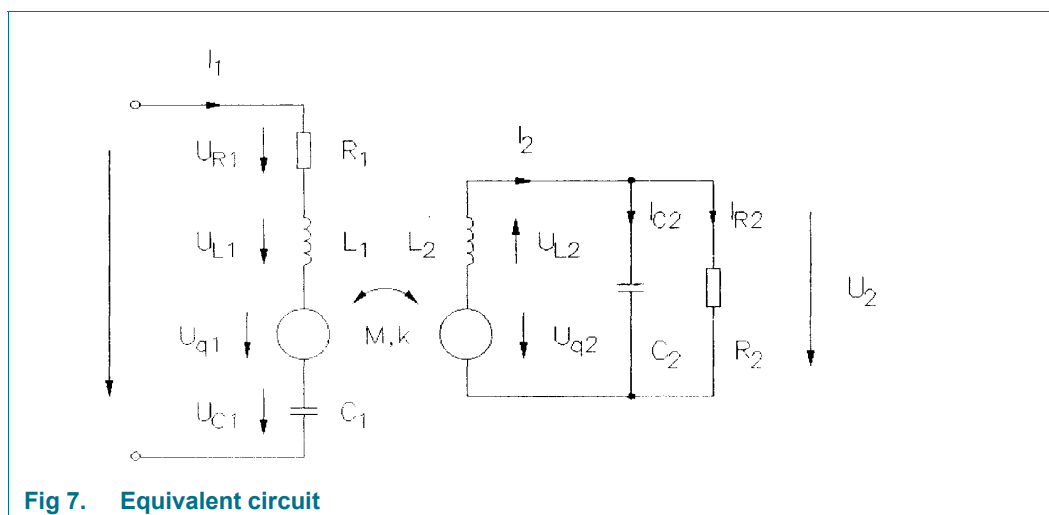 I1
I2
UR1
R1
IC2
IR2
UL1
L1
L2
UL2
U2
Uq1
M,k
Uq2
C2
R2
UC1
C1
Fig 7. Equivalent circuit